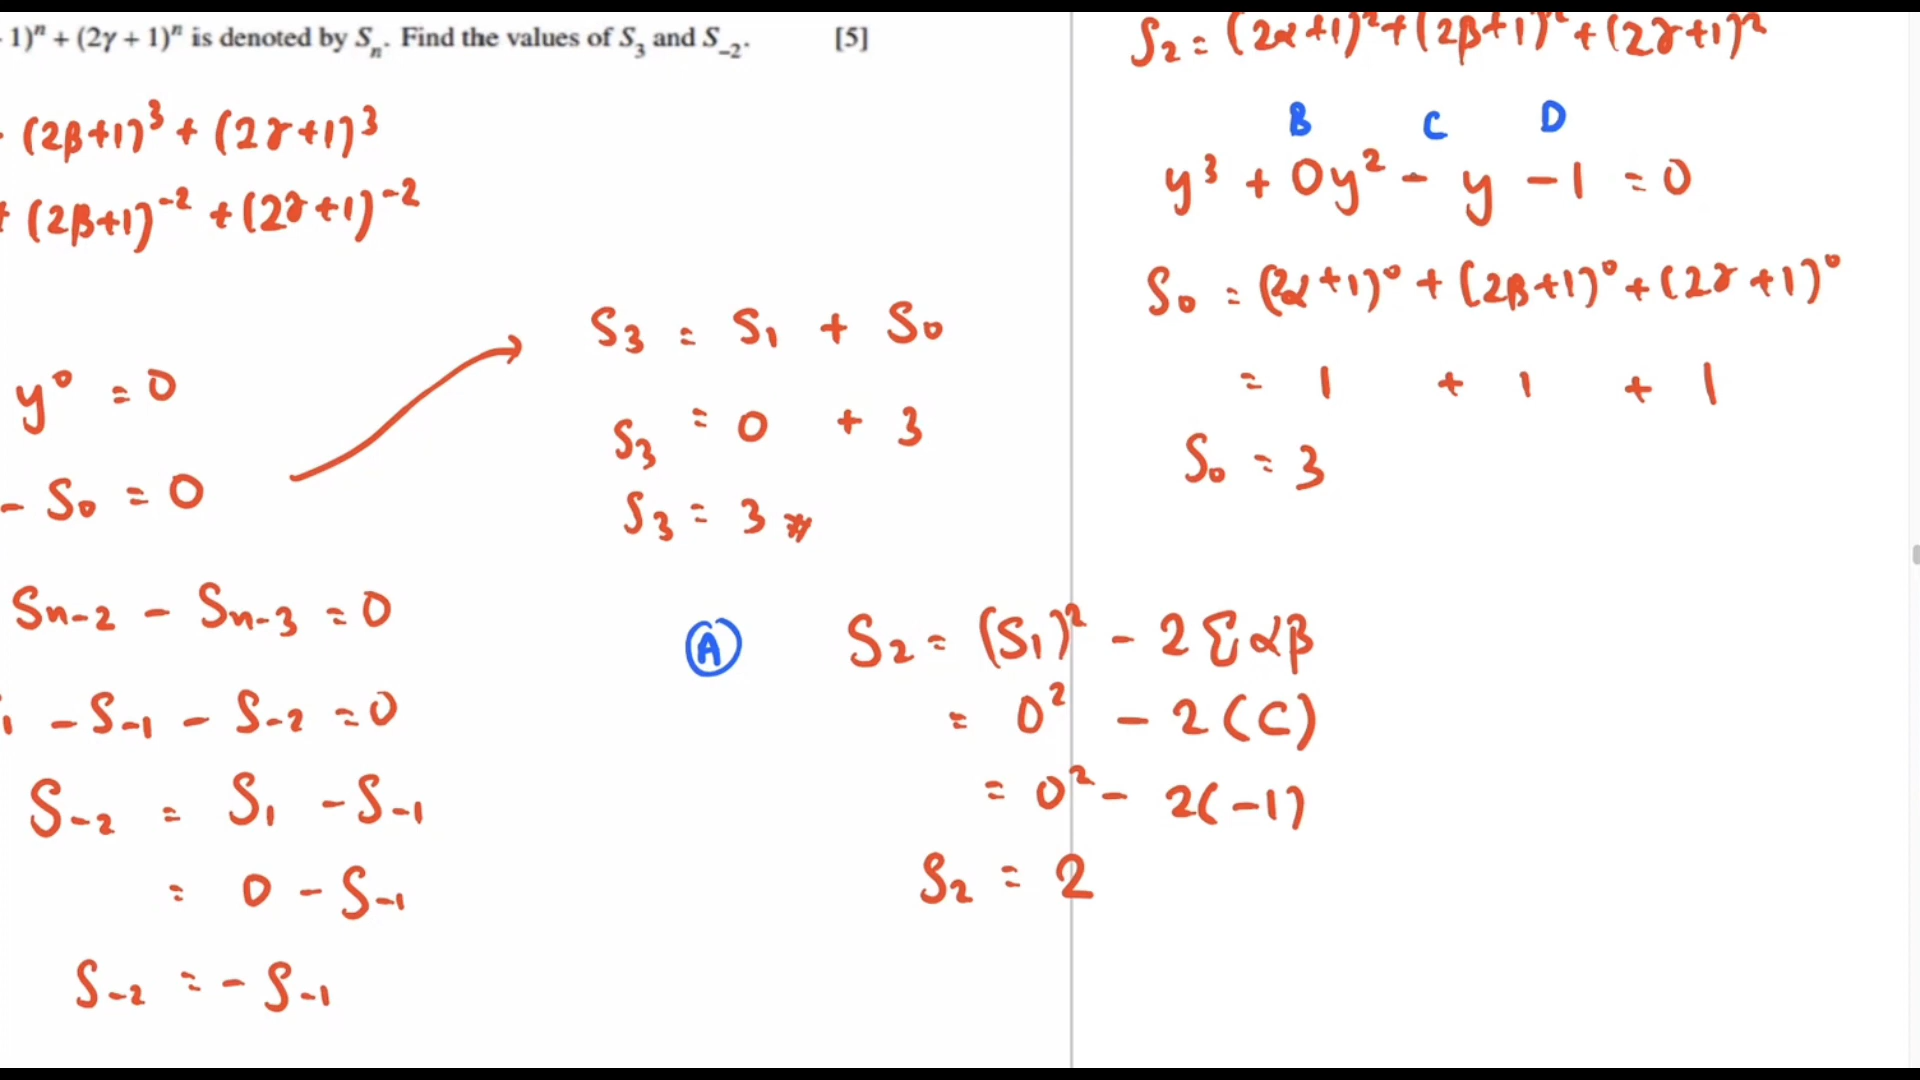 1)ⁿ + (2γ + 1)ⁿ is denoted by Sₙ. Find the values of S₃ and S₋₂. [5]
(2β+1)³ + (2γ+1)³
+ (2β+1)⁻² + (2γ+1)⁻²
y⁰ = 0
- S₀ = 0
Sₙ₋₂ - Sₙ₋₃ = 0
₁ - S₋₁ - S₋₂ = 0
S₋₂ = S₁ - S₋₁
= 0 - S₋₁
S₋₂ = - S₋₁
S₃ = S₁ + S₀
S₃ = 0 + 3
S₃ = 3
A
S₂ = (S₁)² - 2 Σαβ
= 0² - 2(C)
= 0² - 2(-1)
S₂ = 2
S₂ = (2α+1)² + (2β+1)² + (2γ+1)²
B C D
y³ + 0y² - y - 1 = 0
S₀ = (2α+1)⁰ + (2β+1)⁰ + (2γ+1)⁰
= 1 + 1 + 1
S₀ = 3